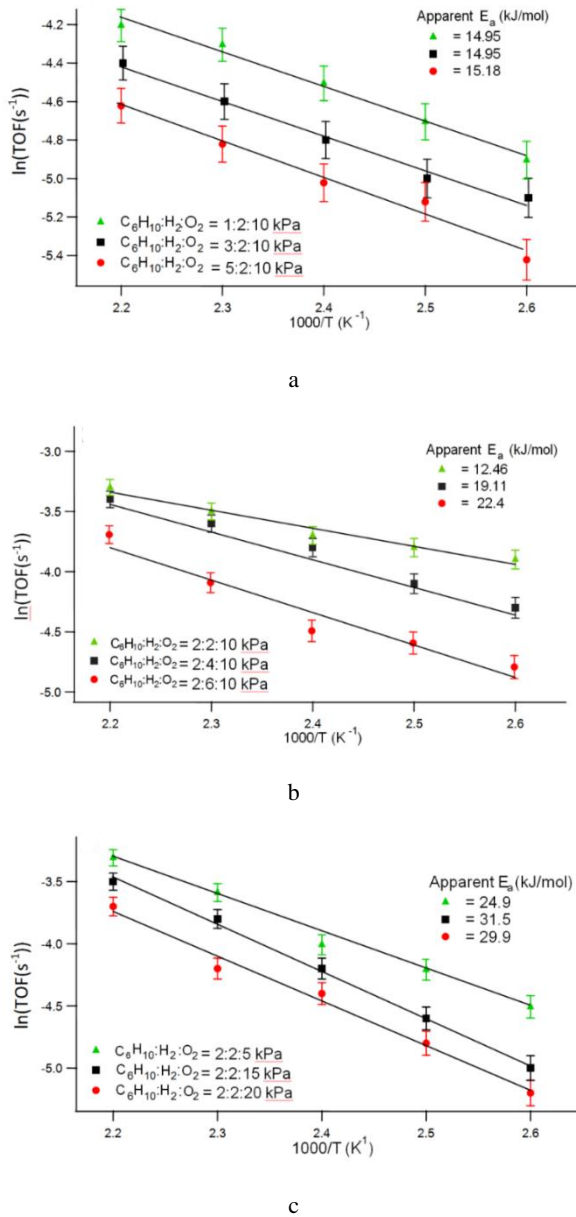 Apparent Eₐ (kJ/mol)
▲ = 14.95
■ = 14.95
● = 15.18
-4.2
-4.4
-4.6
-4.8
-5.0
-5.2
-5.4
ln(TOF(s⁻¹)
▲ C₆H₁₀:H₂:O₂ = 1:2:10 kPa
■ C₆H₁₀:H₂:O₂ = 3:2:10 kPa
● C₆H₁₀:H₂:O₂ = 5:2:10 kPa
2.2 2.3 2.4 2.5 2.6
1000/T (K⁻¹)
a
Apparent Eₐ (kJ/mol)
▲ = 12.46
■ = 19.11
● = 22.4
-3.0
-3.5
-4.0
-4.5
-5.0
ln(TOF(s⁻¹)
▲ C₆H₁₀:H₂:O₂ = 2:2:10 kPa
■ C₆H₁₀:H₂:O₂ = 2:4:10 kPa
● C₆H₁₀:H₂:O₂ = 2:6:10 kPa
2.2 2.3 2.4 2.5 2.6
1000/T (K⁻¹)
b
Apparent Eₐ (kJ/mol)
▲ = 24.9
■ = 31.5
● = 29.9
-3.5
-4.0
-4.5
-5.0
ln(TOF(s⁻¹)
▲ C₆H₁₀:H₂:O₂ = 2:2:5 kPa
■ C₆H₁₀:H₂:O₂ = 2:2:15 kPa
● C₆H₁₀:H₂:O₂ = 2:2:20 kPa
2.2 2.3 2.4 2.5 2.6
1000/T (K¹)
c